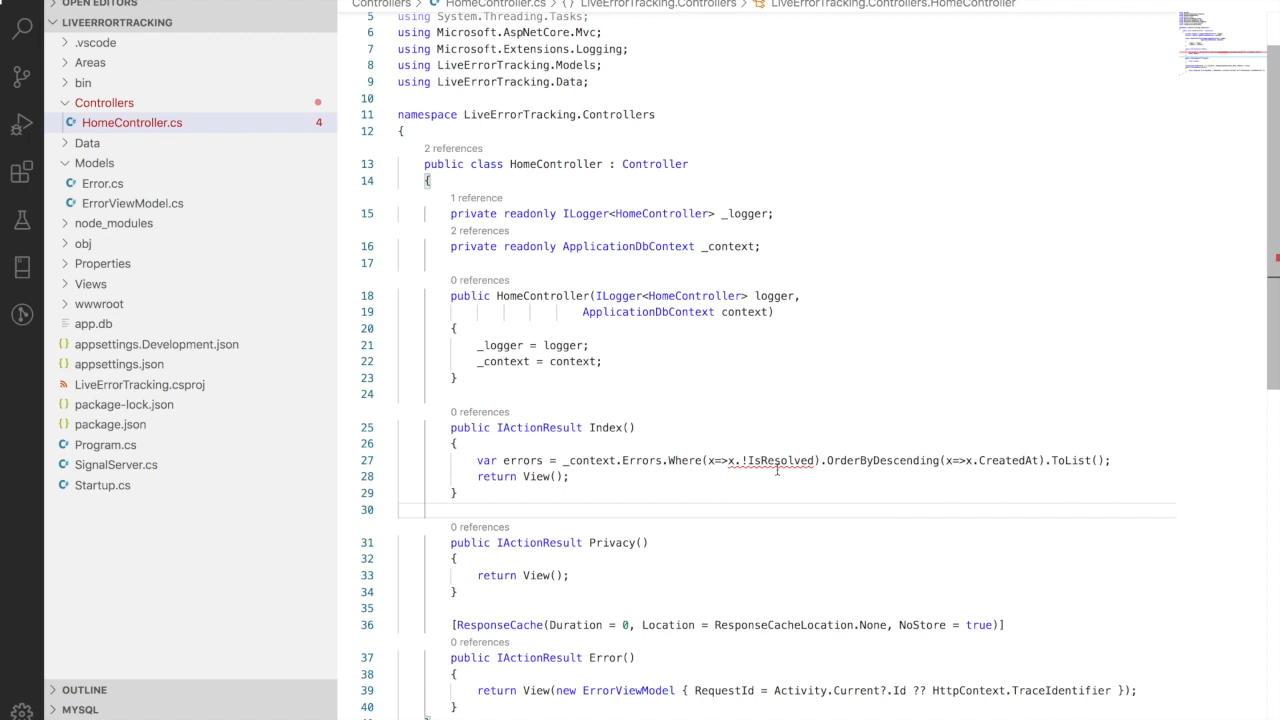 OPEN EDITORS
LIVEERRORTRACKING
.vscode
Areas
bin
Controllers
HomeController.cs 4
Data
Models
Error.cs
ErrorViewModel.cs
node_modules
obj
Properties
Views
wwwroot
app.db
appsettings.Development.json
appsettings.json
LiveErrorTracking.csproj
package-lock.json
package.json
Program.cs
SignalServer.cs
Startup.cs
OUTLINE
MYSQL
Controllers > HomeController.cs > {} LiveErrorTracking.Controllers > LiveErrorTracking.Controllers.HomeController
5 using System.Threading.Tasks;
6 using Microsoft.AspNetCore.Mvc;
7 using Microsoft.Extensions.Logging;
8 using LiveErrorTracking.Models;
9 using LiveErrorTracking.Data;
10
11 namespace LiveErrorTracking.Controllers
12 {
2 references
13 public class HomeController : Controller
14 {
1 reference
15 private readonly ILogger<HomeController> _logger;
2 references
16 private readonly ApplicationDbContext _context;
17
0 references
18 public HomeController(ILogger<HomeController> logger,
19 ApplicationDbContext context)
20 {
21 _logger = logger;
22 _context = context;
23 }
24
0 references
25 public IActionResult Index()
26 {
27 var errors = _context.Errors.Where(x=>x.!IsResolved).OrderByDescending(x=>x.CreatedAt).ToList();
28 return View();
29 }
30
0 references
31 public IActionResult Privacy()
32 {
33 return View();
34 }
35
36 [ResponseCache(Duration = 0, Location = ResponseCacheLocation.None, NoStore = true)]
0 references
37 public IActionResult Error()
38 {
39 return View(new ErrorViewModel { RequestId = Activity.Current?.Id ?? HttpContext.TraceIdentifier });
40 }